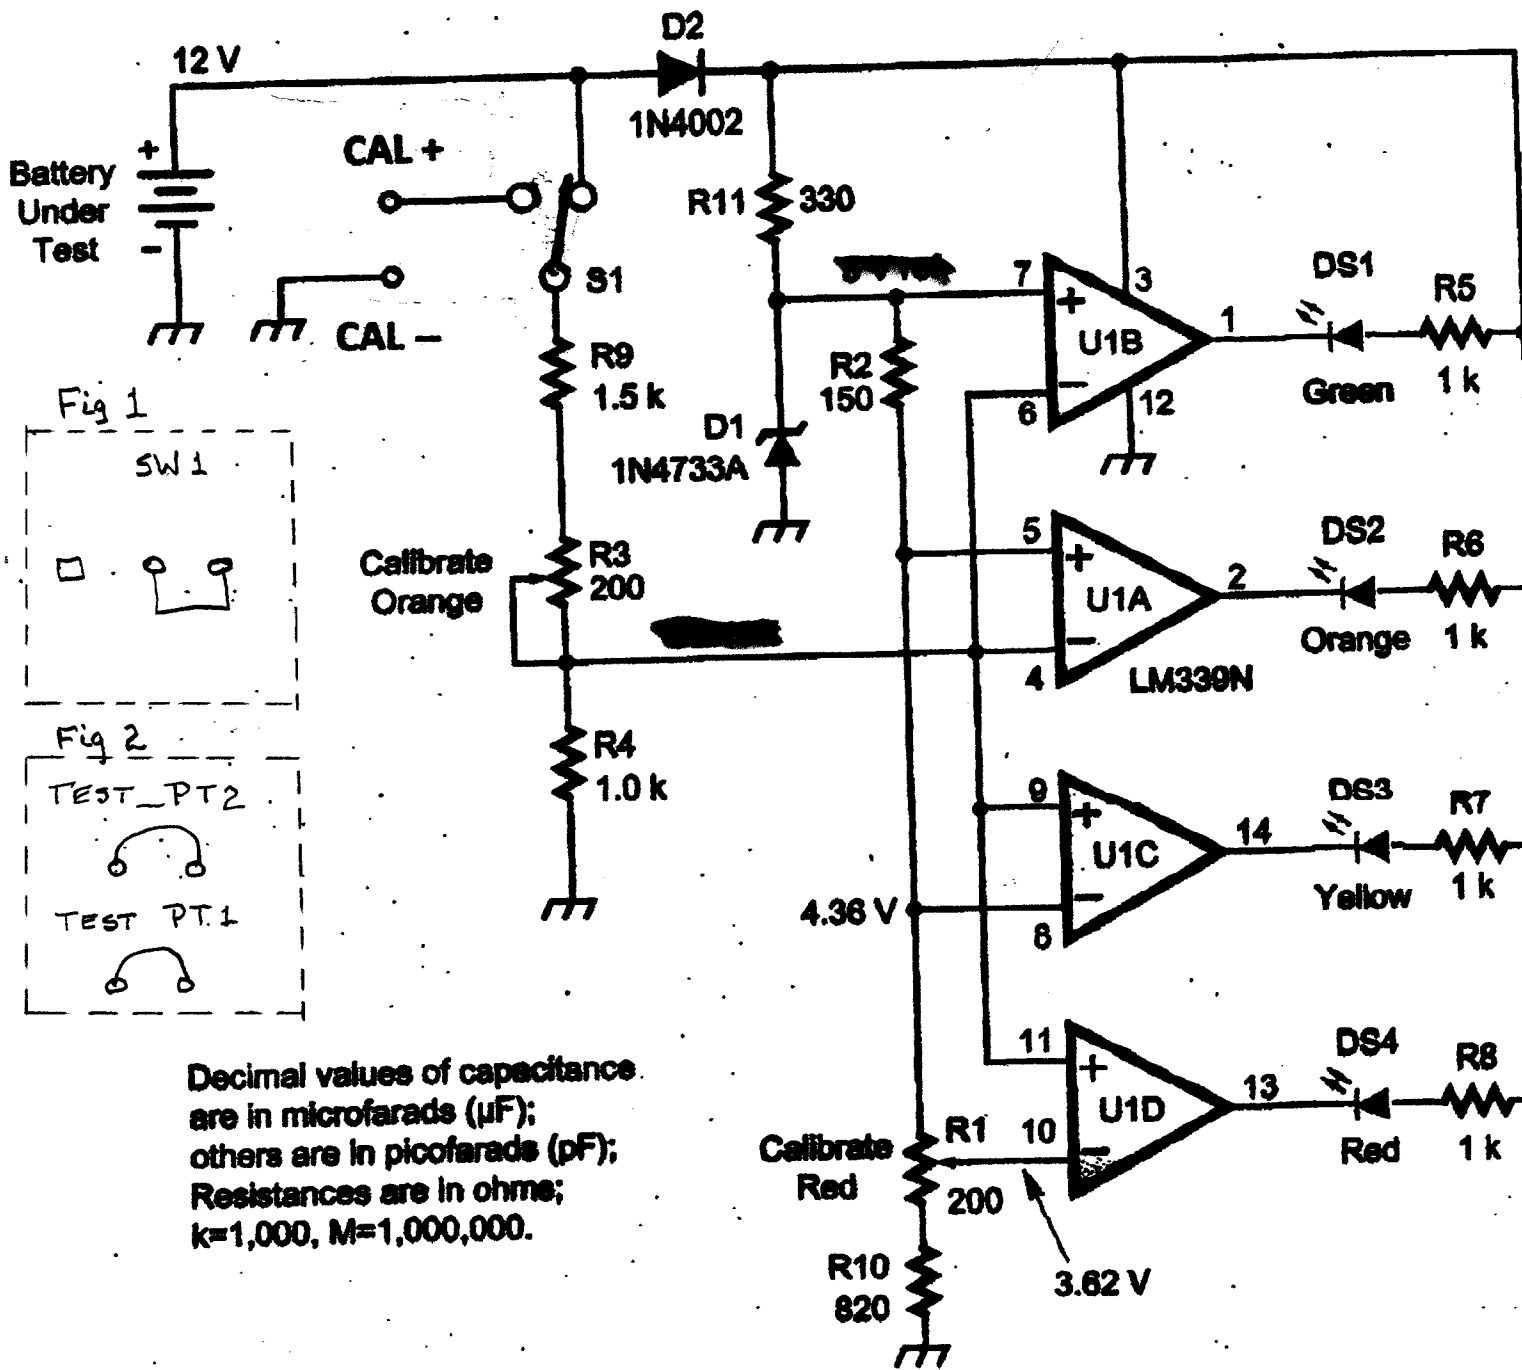 D2
12 V
1N4002
CAL +
+
Battery
Under
Test
−
R11
330
S1
CAL −
7
+
3
DS1
R5
U1B
1
6
−
12
Green
1 k
R9
1.5 k
R2
150
Fig 1
SW 1
D1
1N4733A
Calibrate
Orange
R3
200
5
+
DS2
R6
U1A
2
4
−
Orange
1 k
LM339N
R4
1.0 k
Fig 2
TEST_PT2
TEST PT.1
9
+
DS3
R7
U1C
14
4.36 V
8
−
Yellow
1 k
Decimal values of capacitance
are in microfarads (µF);
others are in picofarads (pF);
Resistances are in ohms;
k=1,000, M=1,000,000.
11
+
DS4
R8
U1D
13
Calibrate
Red
R1
200
10
−
Red
1 k
R10
820
3.62 V